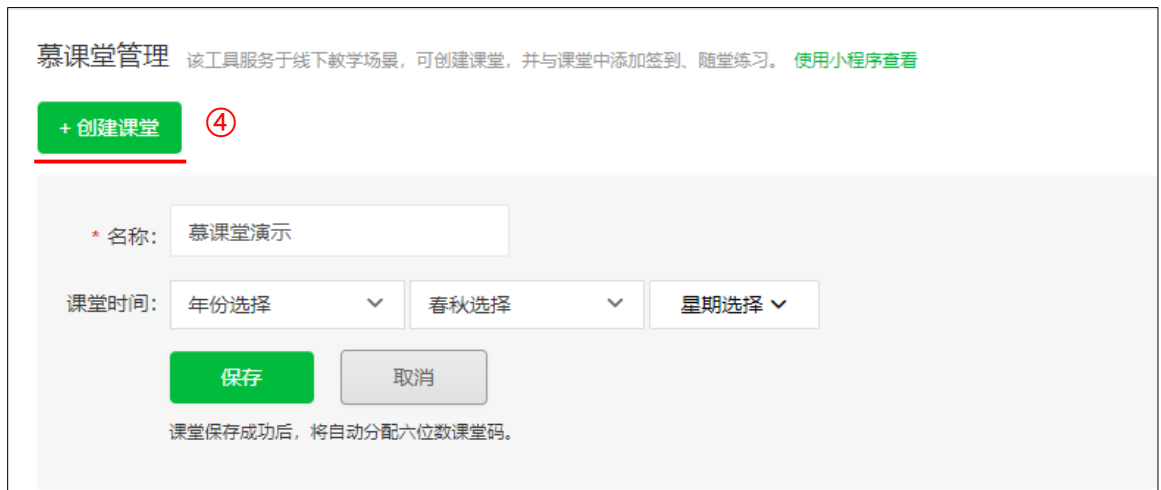 慕课堂管理 该工具服务于线下教学场景，可创建课堂，并与课堂中添加签到、随堂练习。 使用小程序查看
+ 创建课堂 ④
* 名称： 慕课堂演示
课堂时间： 年份选择 春秋选择 星期选择
保存 取消
课堂保存成功后，将自动分配六位数课堂码。